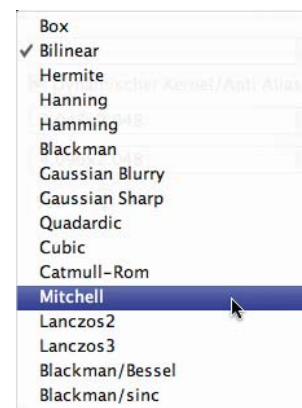 Box
✓ Bilinear
Hermite
Hanning
Hamming
Blackman
Gaussian Blurry
Gaussian Sharp
Quadardic
Cubic
Catmull-Rom
Mitchell
Lanczos2
Lanczos3
Blackman/Bessel
Blackman/sinc